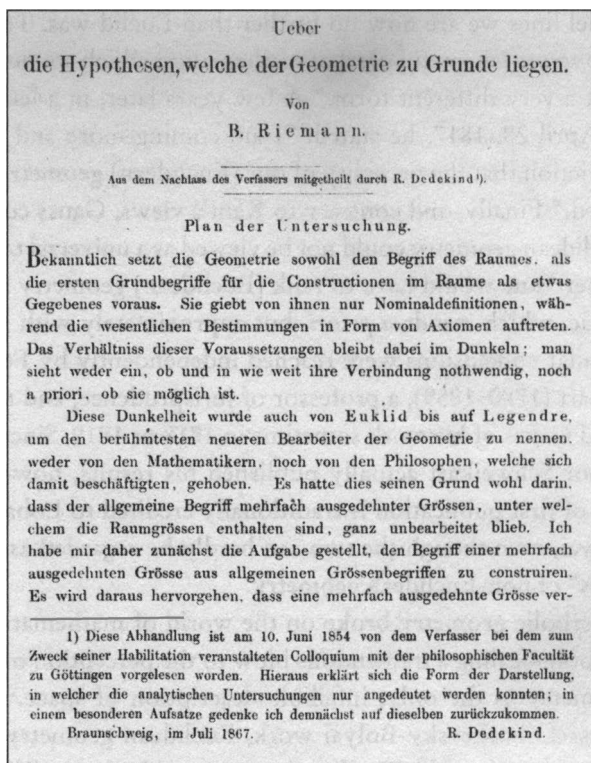 Ueber
die Hypothesen, welche der Geometrie zu Grunde liegen.
Von
B. Riemann.
Aus dem Nachlass des Verfassers mitgetheilt durch R. Dedekind¹).
Plan der Untersuchung.
Bekanntlich setzt die Geometrie sowohl den Begriff des Raumes, als
die ersten Grundbegriffe für die Constructionen im Raume als etwas
Gegebenes voraus. Sie giebt von ihnen nur Nominaldefinitionen, wäh-
rend die wesentlichen Bestimmungen in Form von Axiomen auftreten.
Das Verhältniss dieser Voraussetzungen bleibt dabei im Dunkeln; man
sieht weder ein, ob und in wie weit ihre Verbindung nothwendig, noch
a priori, ob sie möglich ist.
Diese Dunkelheit wurde auch von Euklid bis auf Legendre,
um den berühmtesten neueren Bearbeiter der Geometrie zu nennen,
weder von den Mathematikern, noch von den Philosophen, welche sich
damit beschäftigten, gehoben. Es hatte dies seinen Grund wohl darin,
dass der allgemeine Begriff mehrfach ausgedehnter Grössen, unter wel-
chem die Raumgrössen enthalten sind, ganz unbearbeitet blieb. Ich
habe mir daher zunächst die Aufgabe gestellt, den Begriff einer mehrfach
ausgedehnten Grösse aus allgemeinen Grössenbegriffen zu construiren.
Es wird daraus hervorgehen, dass eine mehrfach ausgedehnte Grösse ver-
1) Diese Abhandlung ist am 10. Juni 1854 von dem Verfasser bei dem zum
Zweck seiner Habilitation veranstalteten Colloquium mit der philosophischen Facultät
zu Göttingen vorgelesen worden. Hieraus erklärt sich die Form der Darstellung,
in welcher die analytischen Untersuchungen nur angedeutet werden konnten; in
einem besonderen Aufsatze gedenke ich demnächst auf dieselben zurückzukommen.
Braunschweig, im Juli 1867. R. Dedekind.